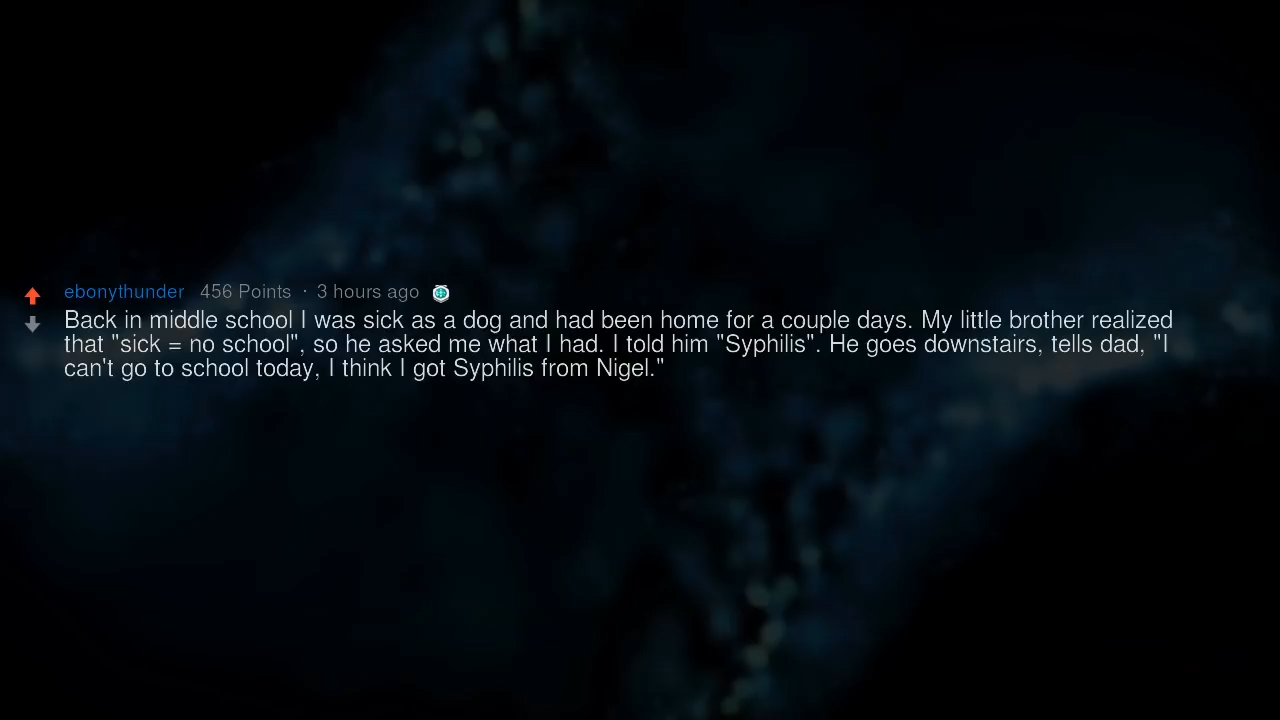 ebonythunder 456 Points · 3 hours ago
Back in middle school I was sick as a dog and had been home for a couple days. My little brother realized
that "sick = no school", so he asked me what I had. I told him "Syphilis". He goes downstairs, tells dad, "I
can't go to school today, I think I got Syphilis from Nigel."